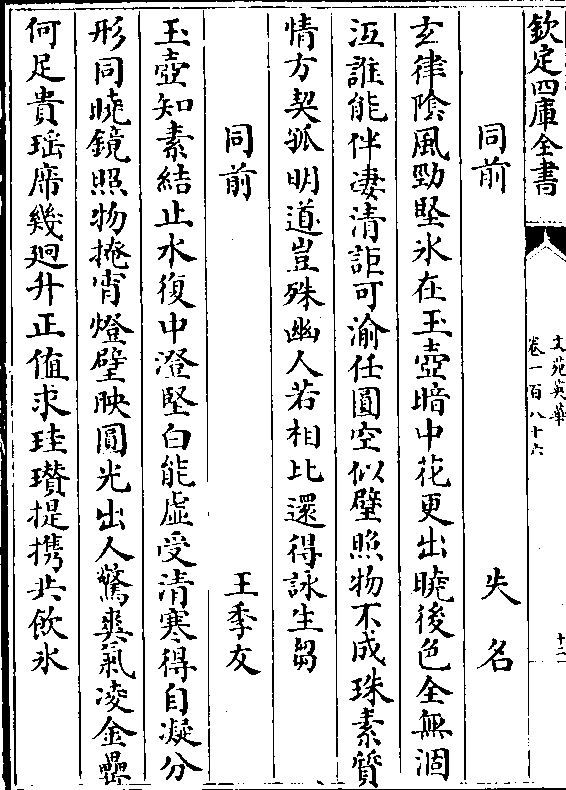 欽定四庫全書
文苑英華
卷一百八十六
十二
同前
失名
玄律陰風勁堅氷在玉壺暗中花更出曉後色全無涸
沍誰能伴凄清詎可渝任圓空似璧照物不成珠素質
情方契孤明道豈殊幽人若相比還得詠生芻
同前
王季友
玉壺知素結止水復中澄堅白能虛受清寒得自凝分
形同曉鏡照物掩宵燈壁映圓光出人驚爽氣凌金罍
何足貴瑶席幾廻升正値求珪瓚提携共飲氷